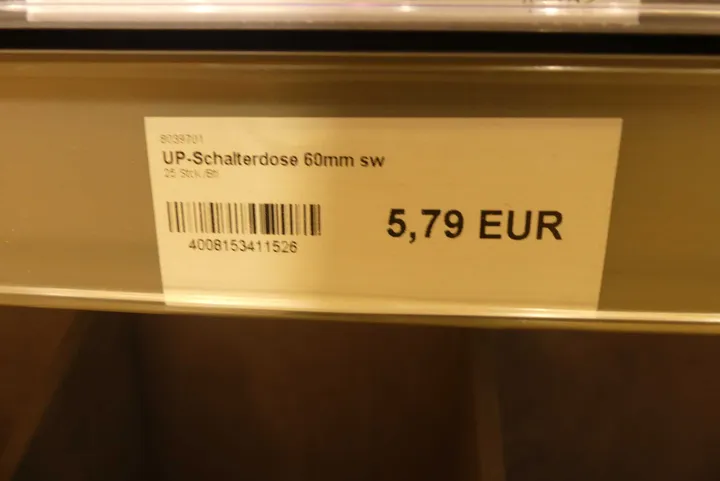 8039701
UP-Schalterdose 60mm sw
25 Stck /Btl
4008153411526
5,79 EUR